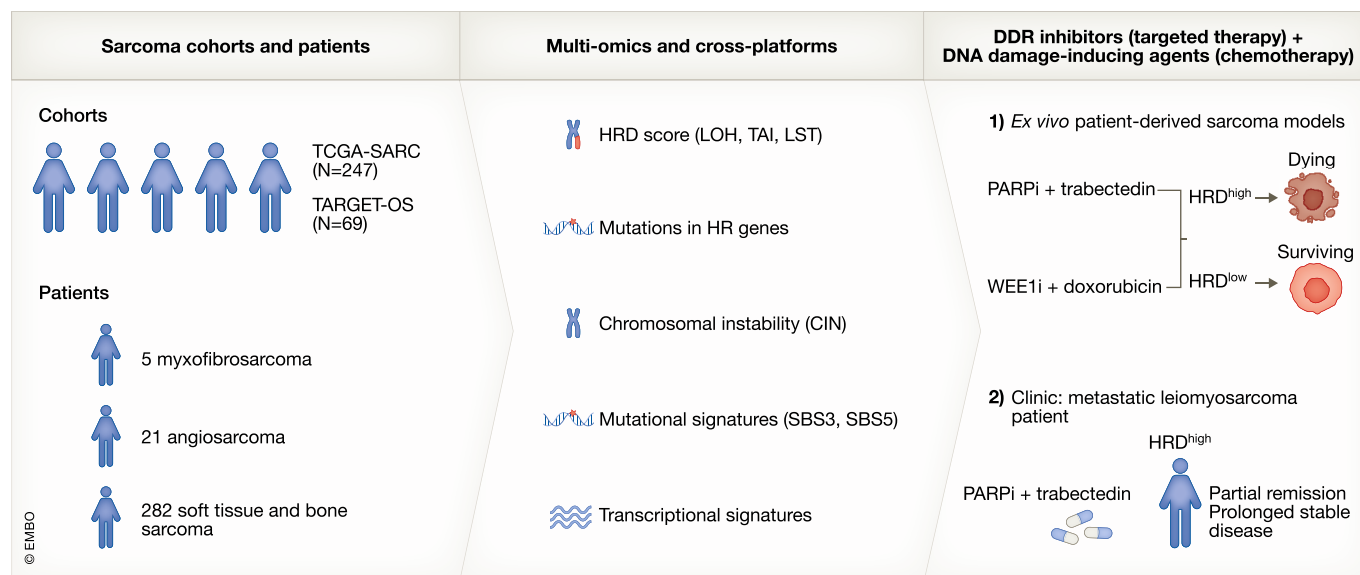 Sarcoma cohorts and patients
Cohorts
TCGA-SARC
(N=247)
TARGET-OS
(N=69)
Patients
5 myxofibrosarcoma
21 angiosarcoma
282 soft tissue and bone
sarcoma
© EMBO
Multi-omics and cross-platforms
HRD score (LOH, TAI, LST)
Mutations in HR genes
Chromosomal instability (CIN)
Mutational signatures (SBS3, SBS5)
Transcriptional signatures
DDR inhibitors (targeted therapy) +
DNA damage-inducing agents (chemotherapy)
1) Ex vivo patient-derived sarcoma models
Dying
PARPi + trabectedin
HRDhigh
Surviving
WEE1i + doxorubicin
HRDlow
2) Clinic: metastatic leiomyosarcoma
patient
HRDhigh
PARPi + trabectedin
Partial remission
Prolonged stable
disease